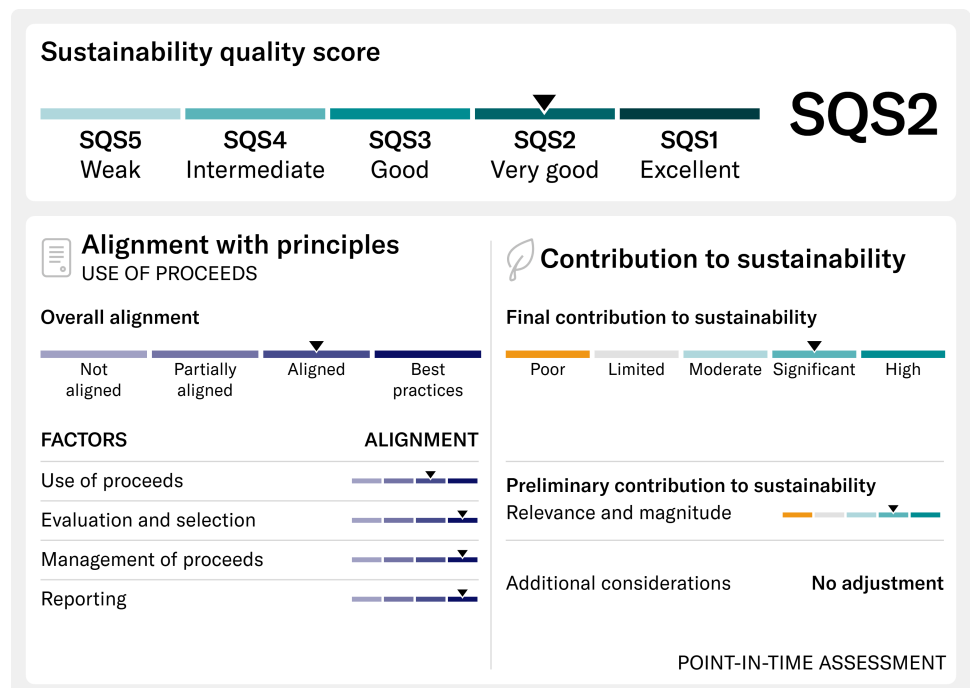 Sustainability quality score
SQS2
SQS5 SQS4 SQS3 SQS2 SQS1
Weak Intermediate Good Very good Excellent
Alignment with principles
USE OF PROCEEDS
Overall alignment
Not aligned
Partially aligned
Aligned
Best practices
FACTORS ALIGNMENT
Use of proceeds
Evaluation and selection
Management of proceeds
Reporting
Contribution to sustainability
Final contribution to sustainability
Poor Limited Moderate Significant High
Preliminary contribution to sustainability
Relevance and magnitude
Additional considerations No adjustment
POINT-IN-TIME ASSESSMENT